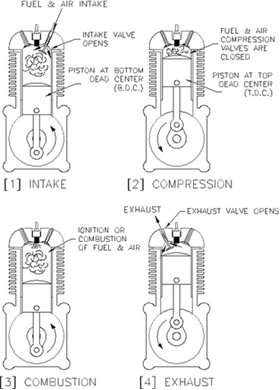 FUEL & AIR INTAKE
INTAKE VALVE
OPENS
PISTON AT BOTTOM
DEAD CENTER
(B.D.C.)
[1] INTAKE
FUEL & AIR
COMPRESSION
VALVES ARE
CLOSED
PISTON AT TOP
DEAD CENTER
(T.D.C.)
[2] COMPRESSION
IGNITION OR
COMBUSTION
OF FUEL & AIR
[3] COMBUSTION
EXHAUST
EXHAUST VALVE OPENS
[4] EXHAUST